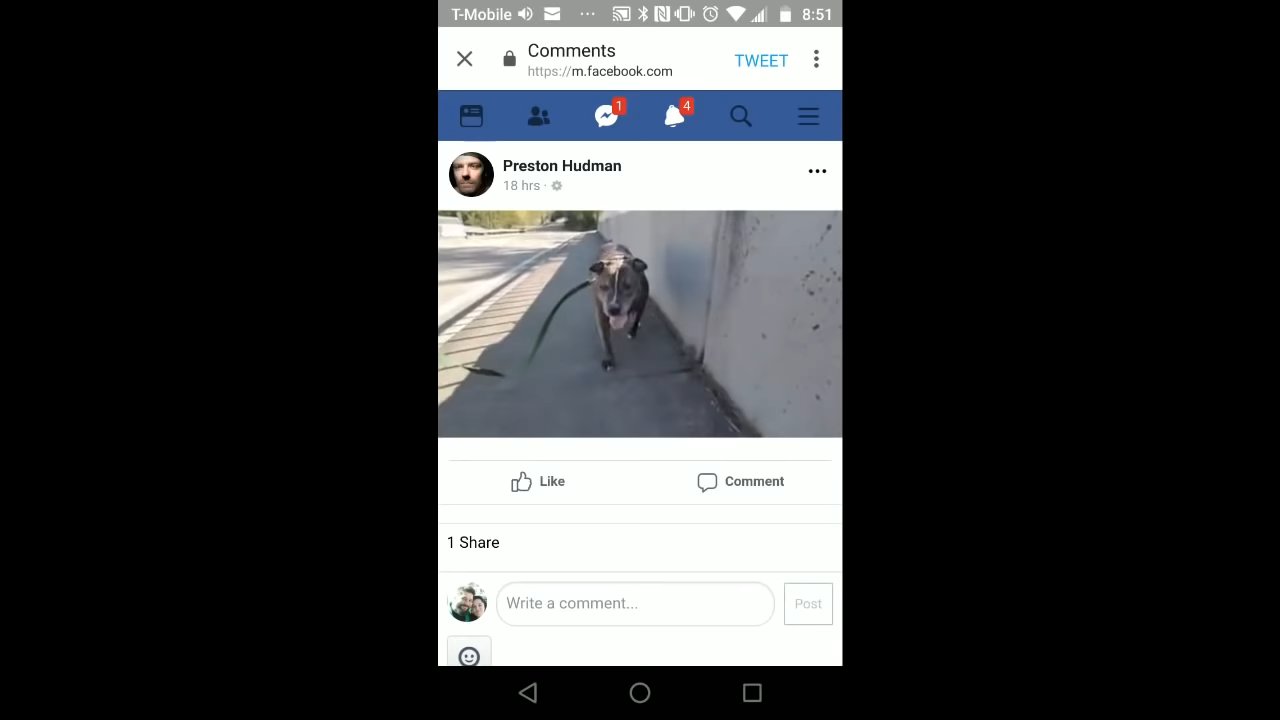 T-Mobile 8:51
Comments
https://m.facebook.com
TWEET
1 4
Preston Hudman
18 hrs ·
Like Comment
1 Share
Write a comment... Post